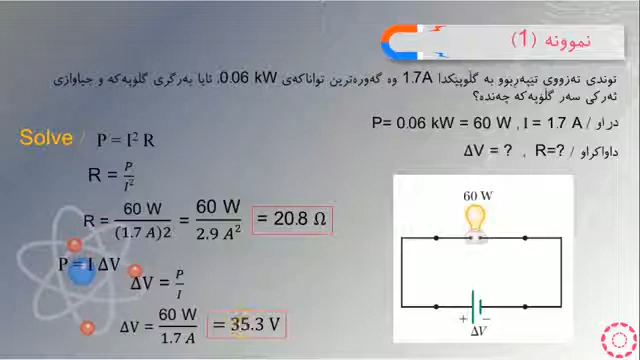 نموونە (1)
توندی تەزووی تێپەڕبوو بە گڵۆپێکدا 1.7A وە گەورەترین تواناکەی 0.06 kW، ئایا بەرگری گڵۆپەکە و جیاوازی
ئەرکی سەر گڵۆپەکە چەندە؟
دراو / P= 0.06 kW = 60 W , I = 1.7 A
داواکراو / ΔV = ? , R=?
Solve / P = I² R
R = P/I²
R = 60 W/(1.7 A)2 = 60 W/2.9 A² = 20.8 Ω
P = I ΔV
ΔV = P/I
ΔV = 60 W/1.7 A = 35.3 V
60 W
+ −
ΔV